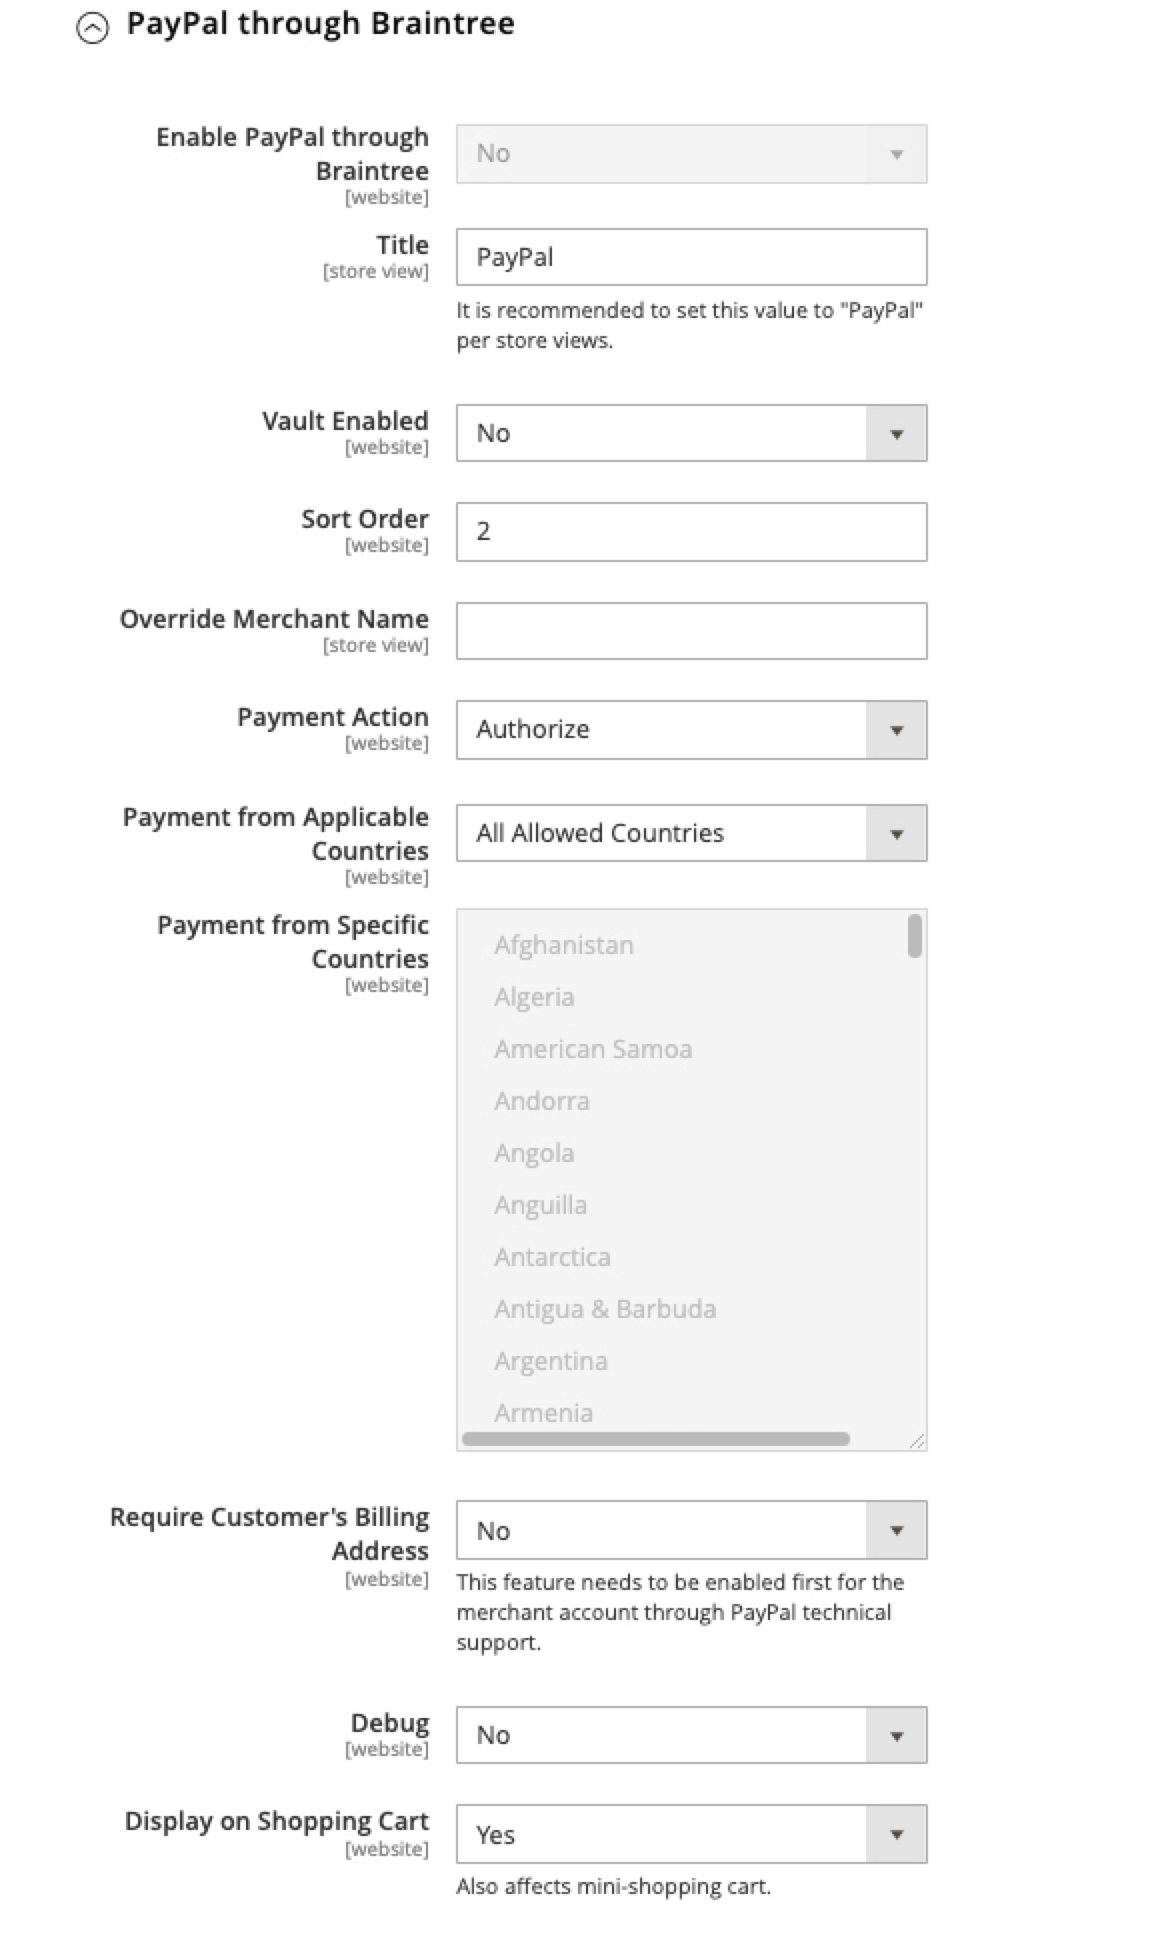 PayPal through Braintree
Enable PayPal through
Braintree
[website]
No
Title
[store view]
PayPal
It is recommended to set this value to "PayPal"
per store views.
Vault Enabled
[website]
No
Sort Order
[website]
2
Override Merchant Name
[store view]
Payment Action
[website]
Authorize
Payment from Applicable
Countries
[website]
All Allowed Countries
Payment from Specific
Countries
[website]
Afghanistan
Algeria
American Samoa
Andorra
Angola
Anguilla
Antarctica
Antigua & Barbuda
Argentina
Armenia
Require Customer's Billing
Address
[website]
No
This feature needs to be enabled first for the
merchant account through PayPal technical
support.
Debug
[website]
No
Display on Shopping Cart
[website]
Yes
Also affects mini-shopping cart.